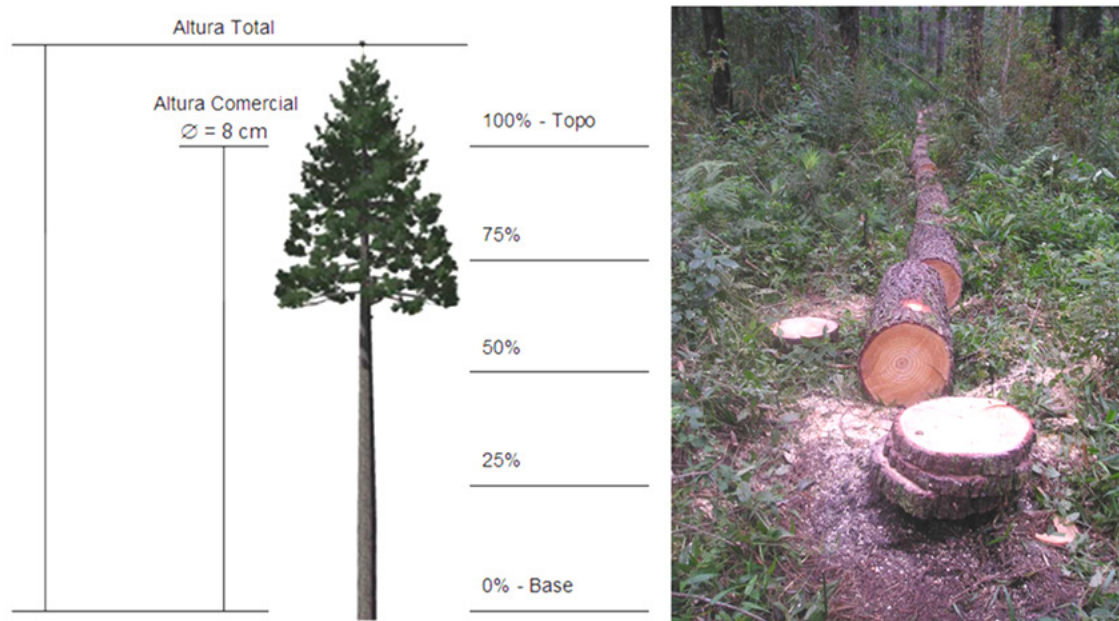 Altura Total
Altura Comercial
∅ = 8 cm
100% - Topo
75%
50%
25%
0% - Base